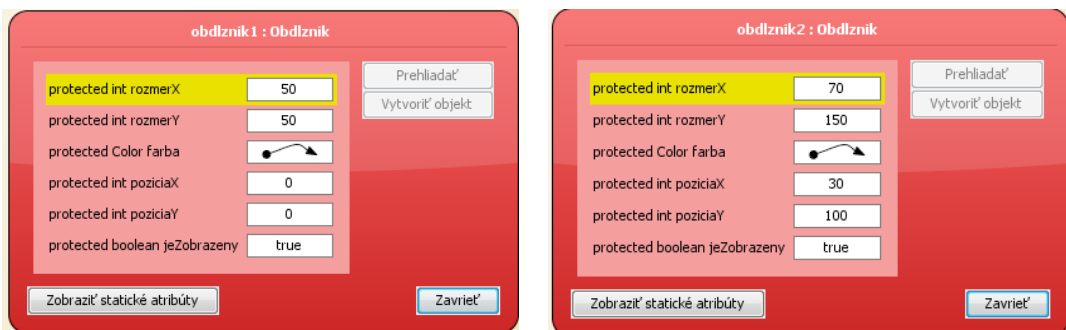 obdlznik1 : Obdlznik
protected int rozmerX 50
protected int rozmerY 50
protected Color farba
protected int poziciaX 0
protected int poziciaY 0
protected boolean jeZobrazeny true
Prehliadať
Vytvoriť objekt
Zobraziť statické atribúty
Zavrieť
obdlznik2 : Obdlznik
protected int rozmerX 70
protected int rozmerY 150
protected Color farba
protected int poziciaX 30
protected int poziciaY 100
protected boolean jeZobrazeny true
Prehliadať
Vytvoriť objekt
Zobraziť statické atribúty
Zavrieť